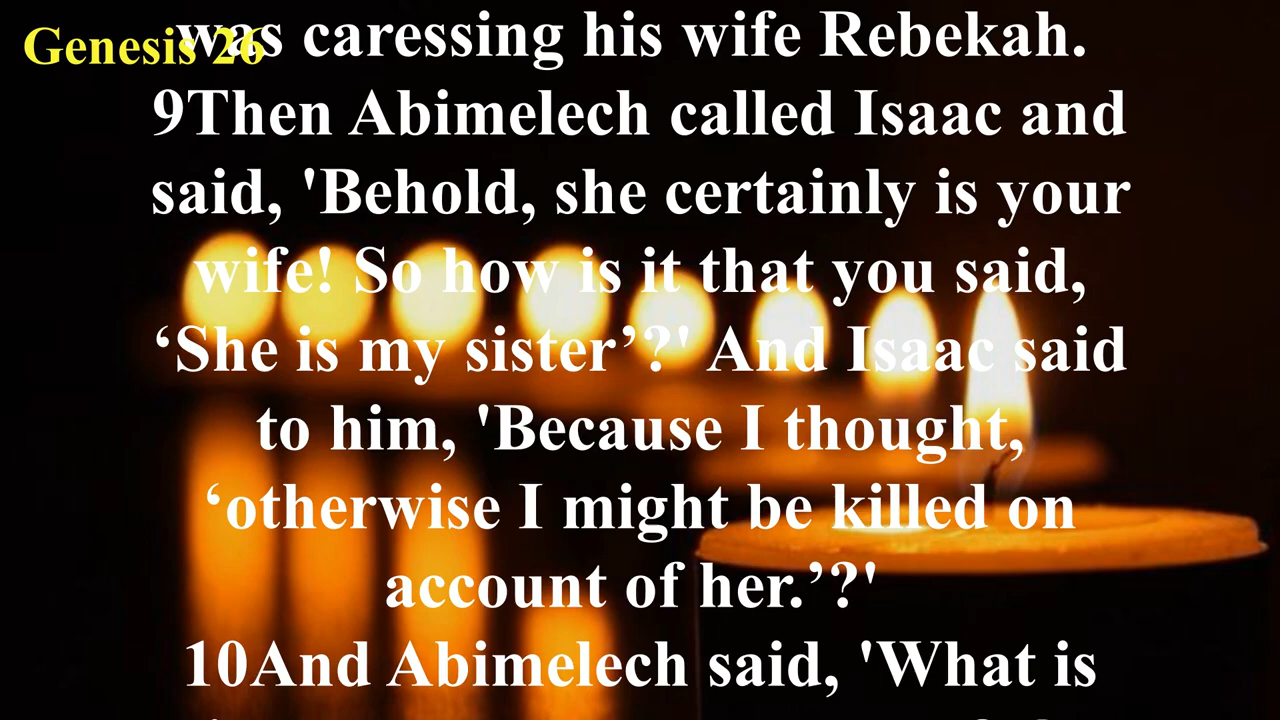 Genesis 26
was caressing his wife Rebekah.
9Then Abimelech called Isaac and
said, 'Behold, she certainly is your
wife! So how is it that you said,
‘She is my sister’?' And Isaac said
to him, 'Because I thought,
‘otherwise I might be killed on
account of her.’?'
10And Abimelech said, 'What is